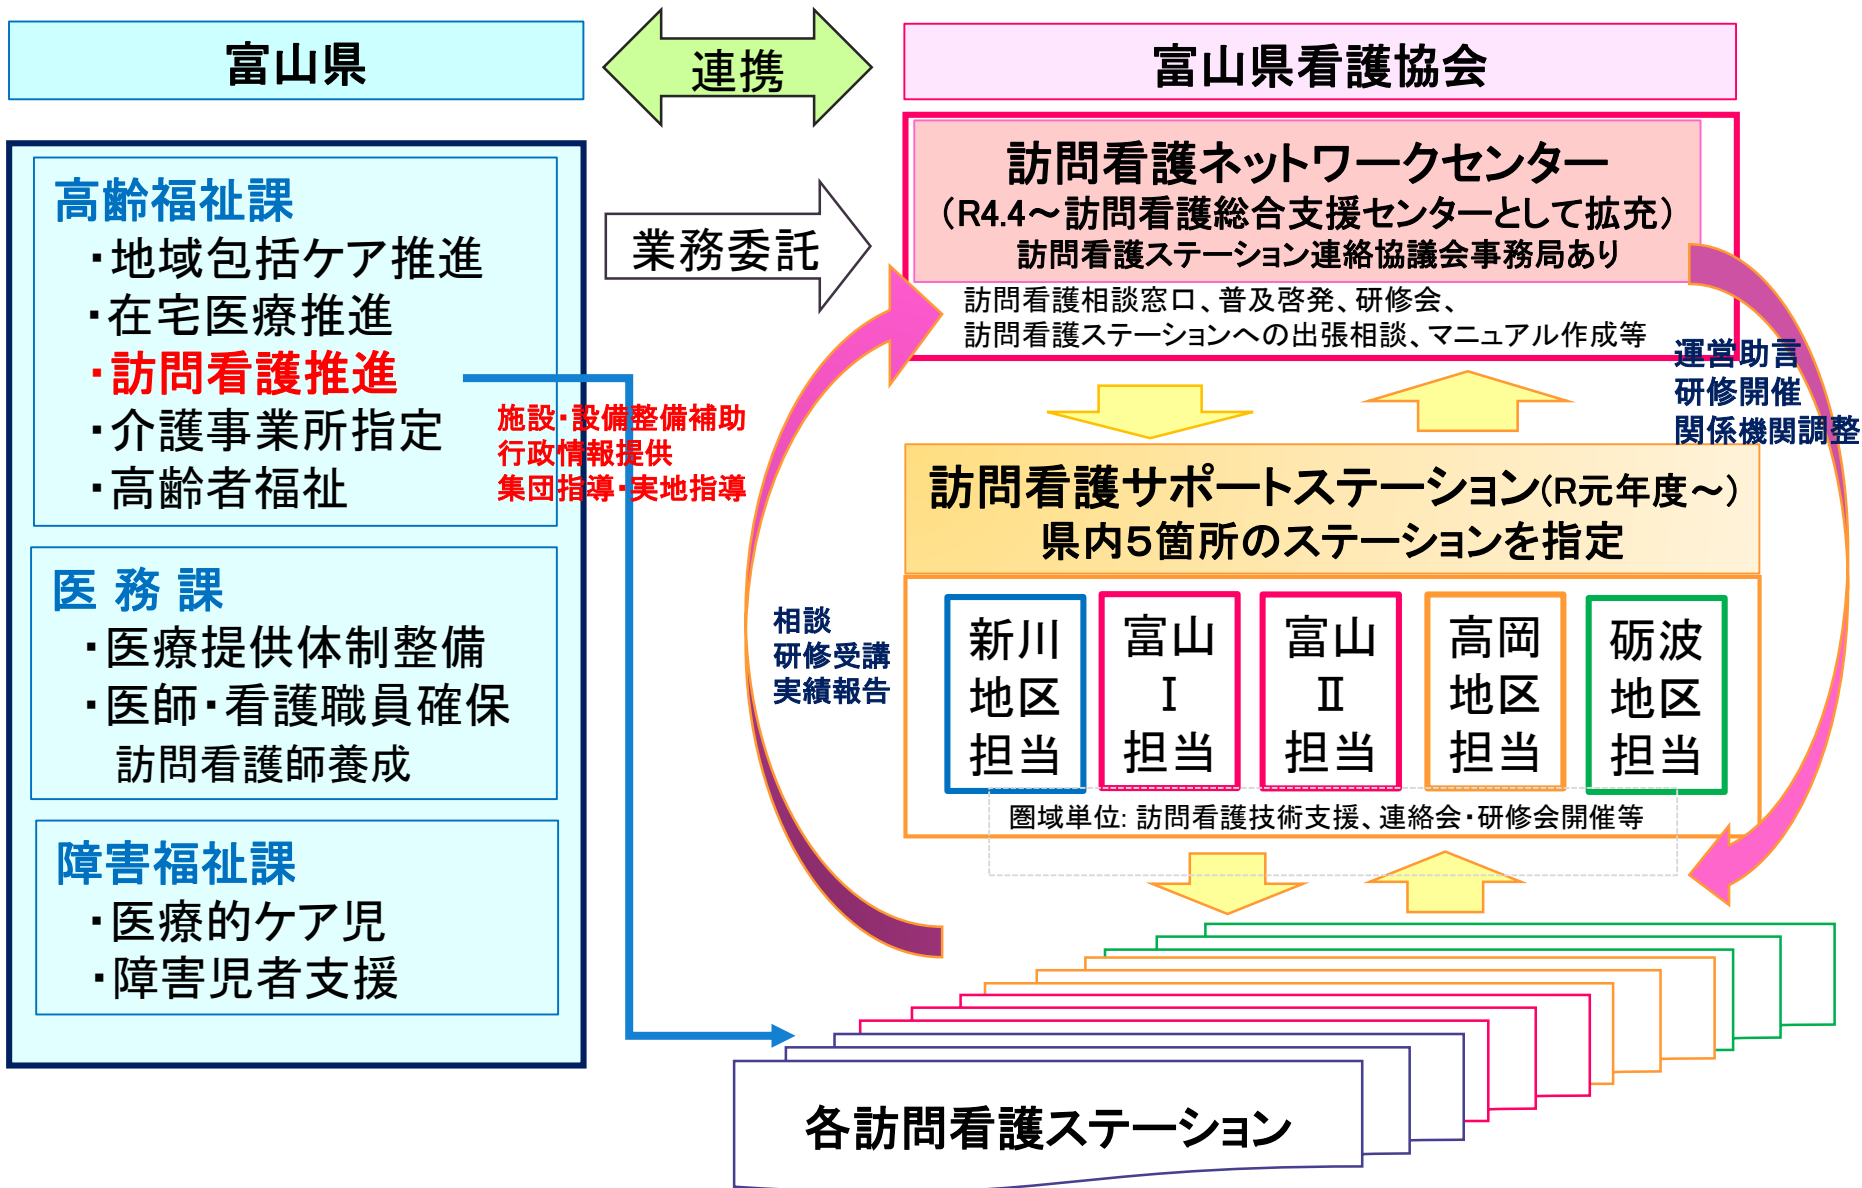 富山県
連携
富山県看護協会
高齢福祉課
・地域包括ケア推進
・在宅医療推進
・訪問看護推進
・介護事業所指定
・高齢者福祉
施設・設備整備補助
行政情報提供
集団指導・実地指導
医 務 課
・医療提供体制整備
・医師・看護職員確保
訪問看護師養成
障害福祉課
・医療的ケア児
・障害児者支援
業務委託
訪問看護ネットワークセンター
（R4.4～訪問看護総合支援センターとして拡充）
訪問看護ステーション連絡協議会事務局あり
訪問看護相談窓口、普及啓発、研修会、
訪問看護ステーションへの出張相談、マニュアル作成等
運営助言
研修開催
関係機関調整
訪問看護サポートステーション(R元年度～)
県内５箇所のステーションを指定
相談
研修受講
実績報告
新川
地区
担当
富山
Ⅰ
担当
富山
Ⅱ
担当
高岡
地区
担当
砺波
地区
担当
圏域単位: 訪問看護技術支援、連絡会・研修会開催等
各訪問看護ステーション